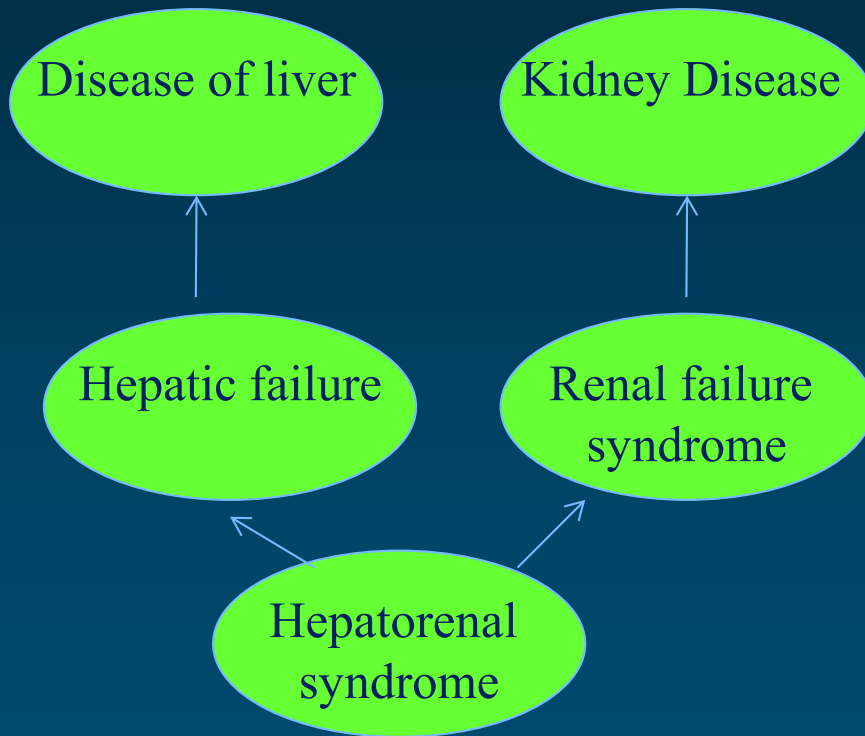 Disease of liver
Kidney Disease
Hepatic failure
Renal failure
syndrome
Hepatorenal
syndrome